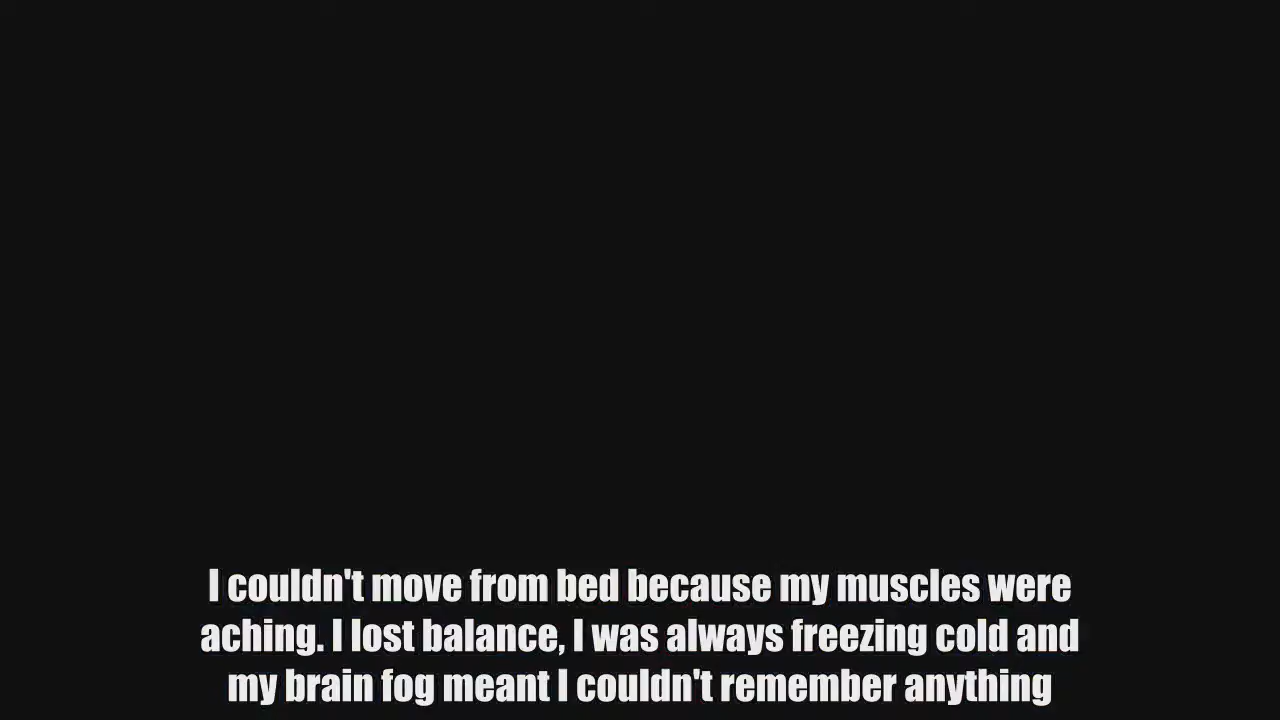 I couldn't move from bed because my muscles were
aching. I lost balance, I was always freezing cold and
my brain fog meant I couldn't remember anything